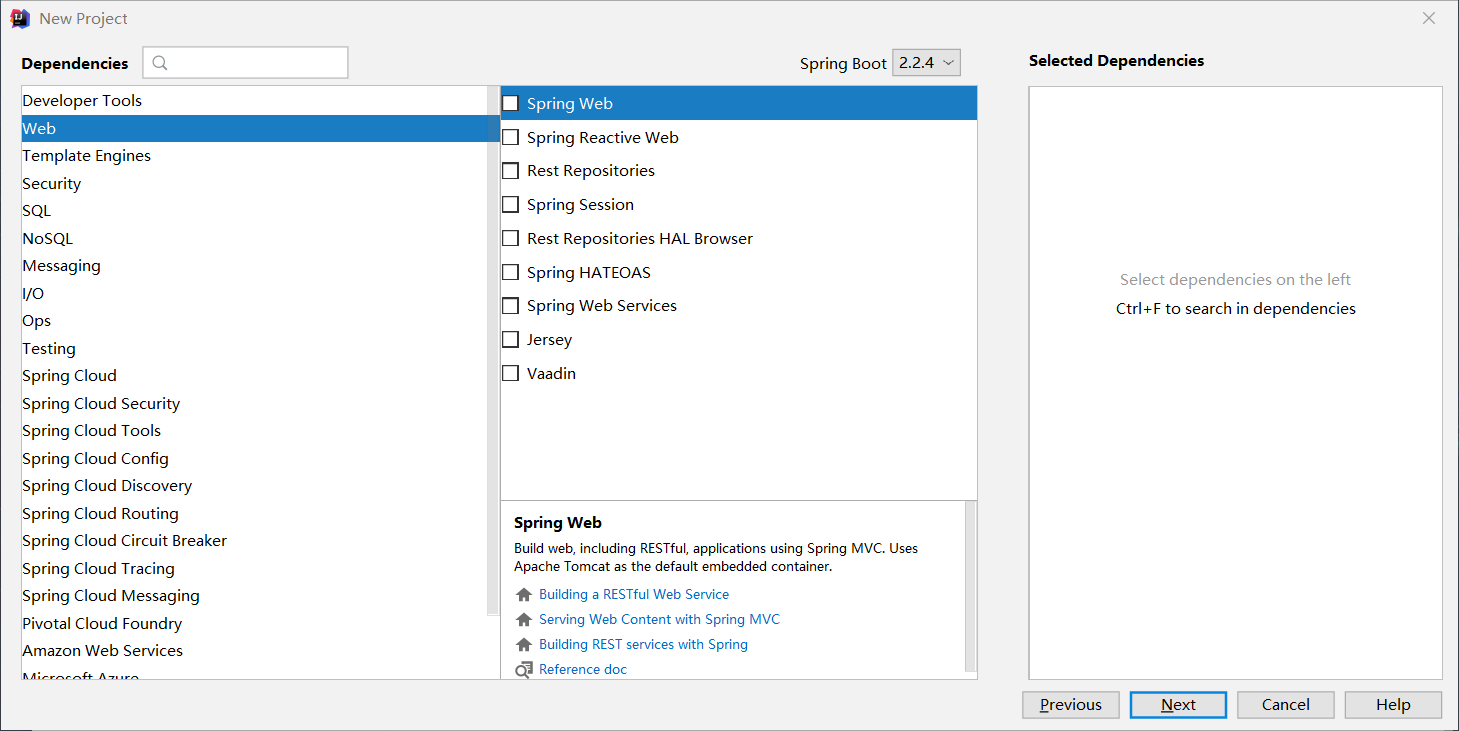 New Project
Dependencies
Spring Boot 2.2.4
Selected Dependencies
Developer Tools
Web
Template Engines
Security
SQL
NoSQL
Messaging
I/O
Ops
Testing
Spring Cloud
Spring Cloud Security
Spring Cloud Tools
Spring Cloud Config
Spring Cloud Discovery
Spring Cloud Routing
Spring Cloud Circuit Breaker
Spring Cloud Tracing
Spring Cloud Messaging
Pivotal Cloud Foundry
Amazon Web Services
Microsoft Azure
Spring Web
Spring Reactive Web
Rest Repositories
Spring Session
Rest Repositories HAL Browser
Spring HATEOAS
Spring Web Services
Jersey
Vaadin
Spring Web
Build web, including RESTful, applications using Spring MVC. Uses
Apache Tomcat as the default embedded container.
Building a RESTful Web Service
Serving Web Content with Spring MVC
Building REST services with Spring
Reference doc
Select dependencies on the left
Ctrl+F to search in dependencies
Previous
Next
Cancel
Help